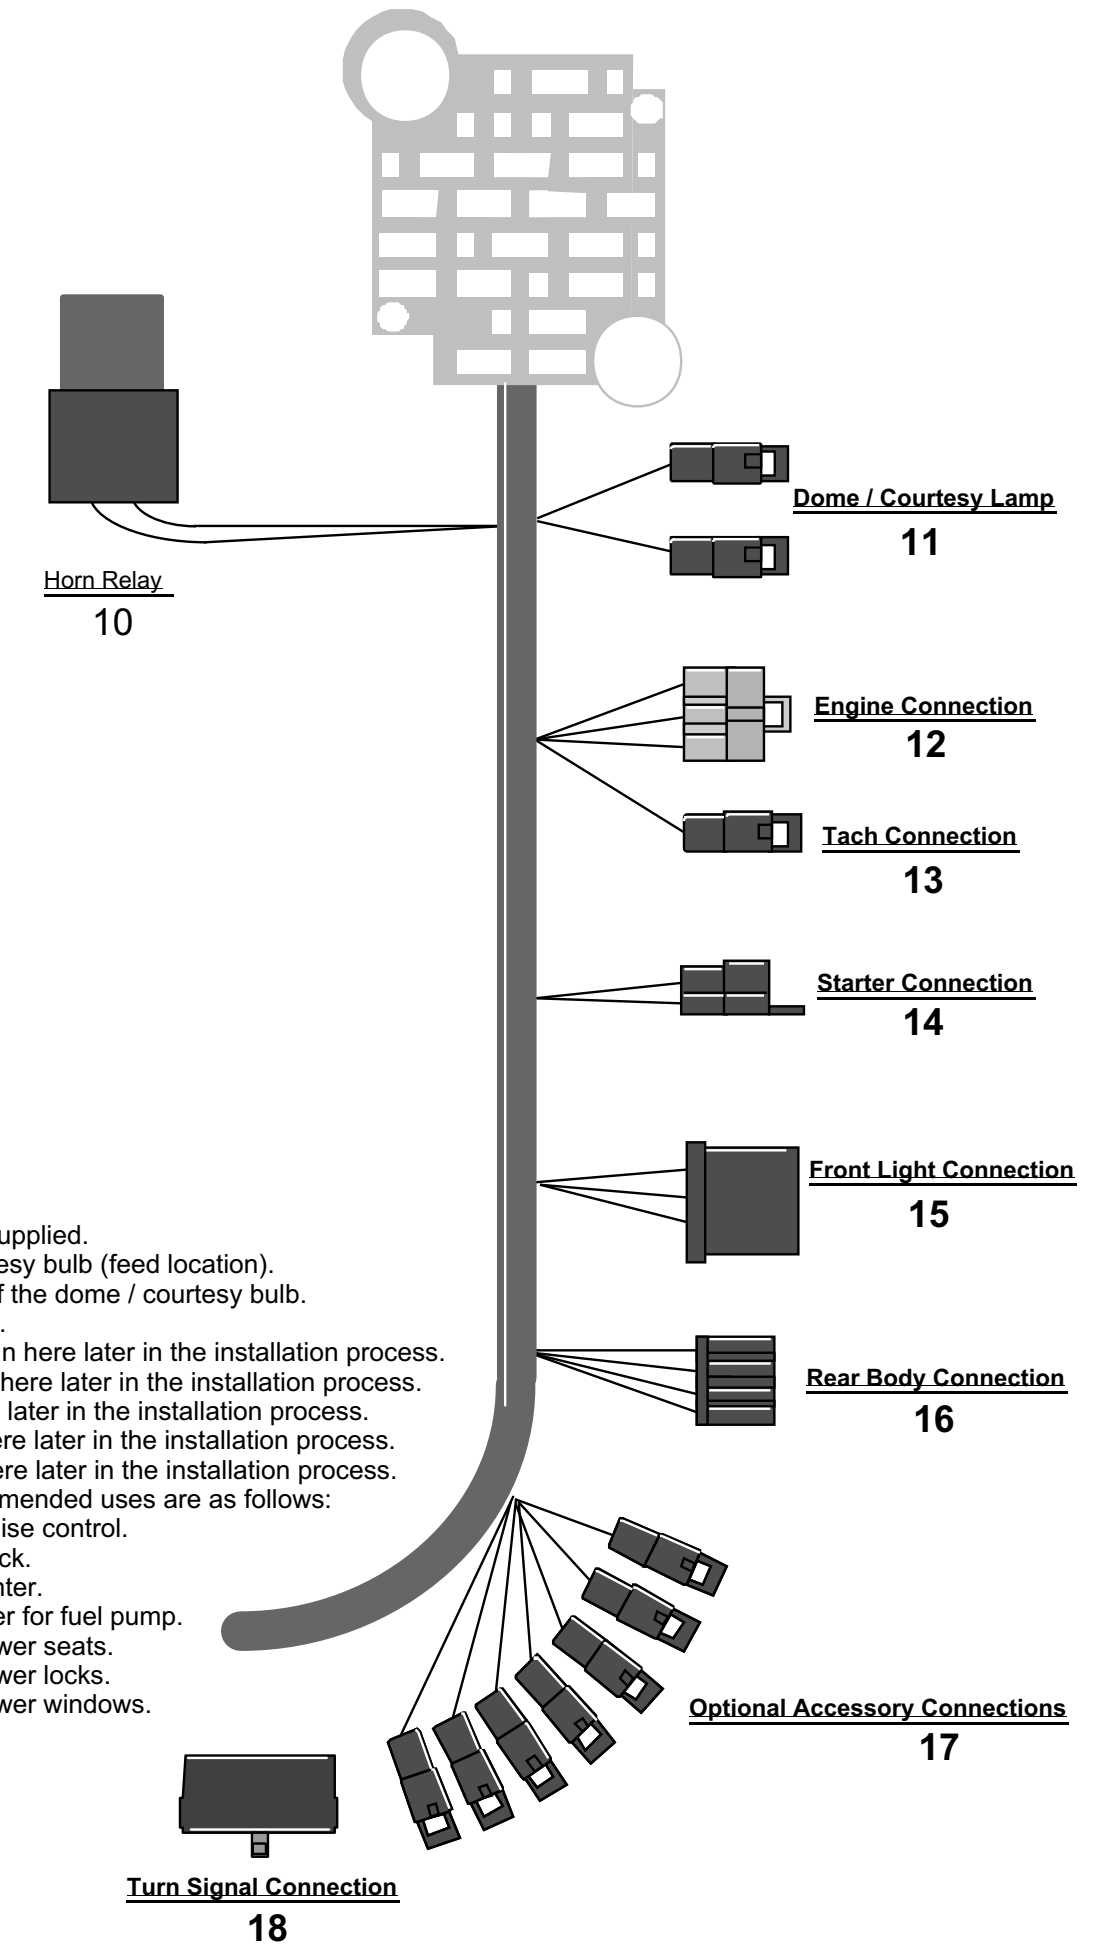 Dome / Courtesy Lamp
11
Horn Relay
10
Engine Connection
12
Tach Connection
13
Starter Connection
14
Front Light Connection
15
upplied.
esy bulb (feed location).
f the dome / courtesy bulb.
.
n here later in the installation process.
here later in the installation process.
later in the installation process.
ere later in the installation process.
ere later in the installation process.
mended uses are as follows:
ise control.
ck.
nter.
er for fuel pump.
wer seats.
wer locks.
wer windows.
Rear Body Connection
16
Optional Accessory Connections
17
Turn Signal Connection
18